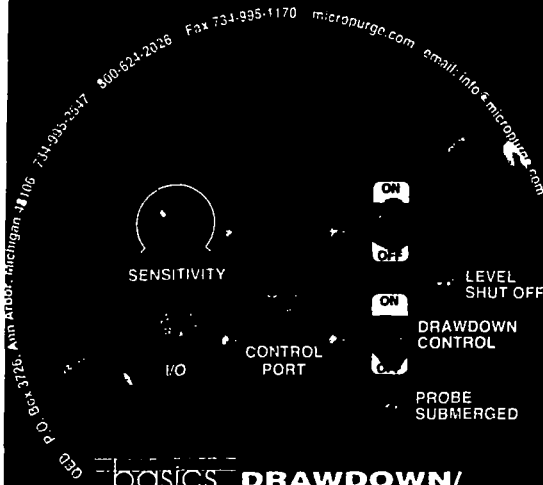 QED P.O. Box 3726, Ann Arbor, Michigan 48106 734-995-2547 800-624-2026 Fax 734-995-1170 micropurge.com email: info@micropurge.com
ON
OFF
SENSITIVITY
LEVEL
SHUT OFF
ON
DRAWDOWN
CONTROL
CONTROL
PORT
I/O
OFF
PROBE
SUBMERGED
basics DRAWDOWN/